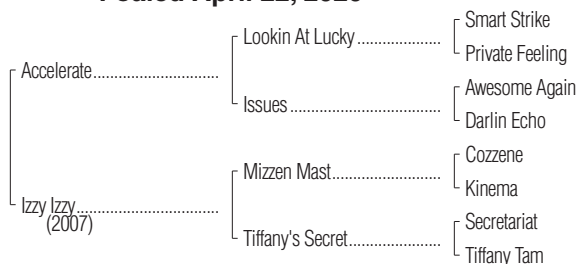 Smart Strike
Lookin At Lucky
Private Feeling
Accelerate
Awesome Again
Issues
Darlin Echo
Cozzene
Mizzen Mast
Kinema
Izzy Izzy
(2007)
Secretariat
Tiffany's Secret
Tiffany Tam